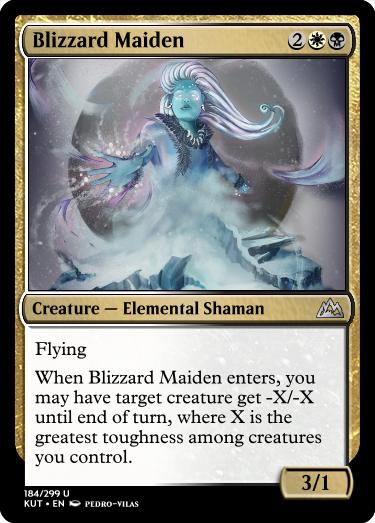 Blizzard Maiden 2
Creature — Elemental Shaman
Flying
When Blizzard Maiden enters, you
may have target creature get -X/-X
until end of turn, where X is the
greatest toughness among creatures
you control.
3/1
184/299 U
KUT • EN PEDRO-VILAS